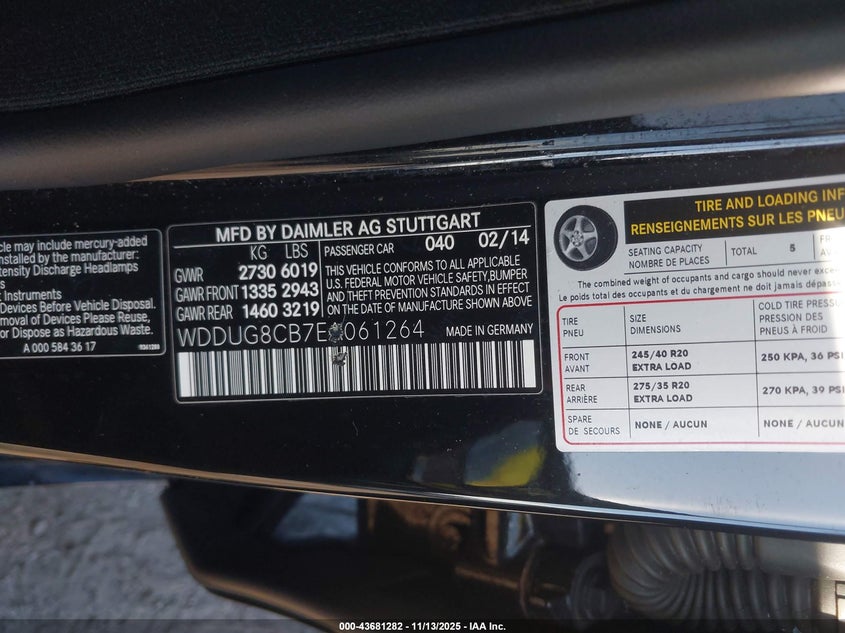 cle may include mercury-added
installed by the manufacturer:
tensity Discharge Headlamps
s
t Instruments
Devices Before Vehicle Disposal.
moval of Devices Please Reuse,
or Dispose as Hazardous Waste.
A 000 584 36 17
MFD BY DAIMLER AG STUTTGART
KG LBS
GVWR 2730 6019
GAWR FRONT 1335 2943
GAWR REAR 1460 3219
PASSENGER CAR 040 02/14
THIS VEHICLE CONFORMS TO ALL APPLICABLE
U.S. FEDERAL MOTOR VEHICLE SAFETY, BUMPER
AND THEFT PREVENTION STANDARDS IN EFFECT
ON THE DATE OF MANUFACTURE SHOWN ABOVE.
WDDUG8CB7E 061264 MADE IN GERMANY
TIRE AND LOADING INF
RENSEIGNEMENTS SUR LES PNEU
SEATING CAPACITY
NOMBRE DE PLACES
TOTAL 5
FR
AV
The combined weight of occupants and cargo should never exce
Le poids total des occupants et du chargement ne doit jamais dépass
TIRE
PNEU
SIZE
DIMENSIONS
COLD TIRE PRESSU
PRESSION DES
PNEUS À FROID
FRONT
AVANT
245/40 R20
EXTRA LOAD
250 KPA, 36 PSI
REAR
ARRIÈRE
275/35 R20
EXTRA LOAD
270 KPA, 39 PSI
SPARE
DE SECOURS
NONE / AUCUN
NONE / AUCUN
000-43681282 - 11/13/2025 - IAA Inc.